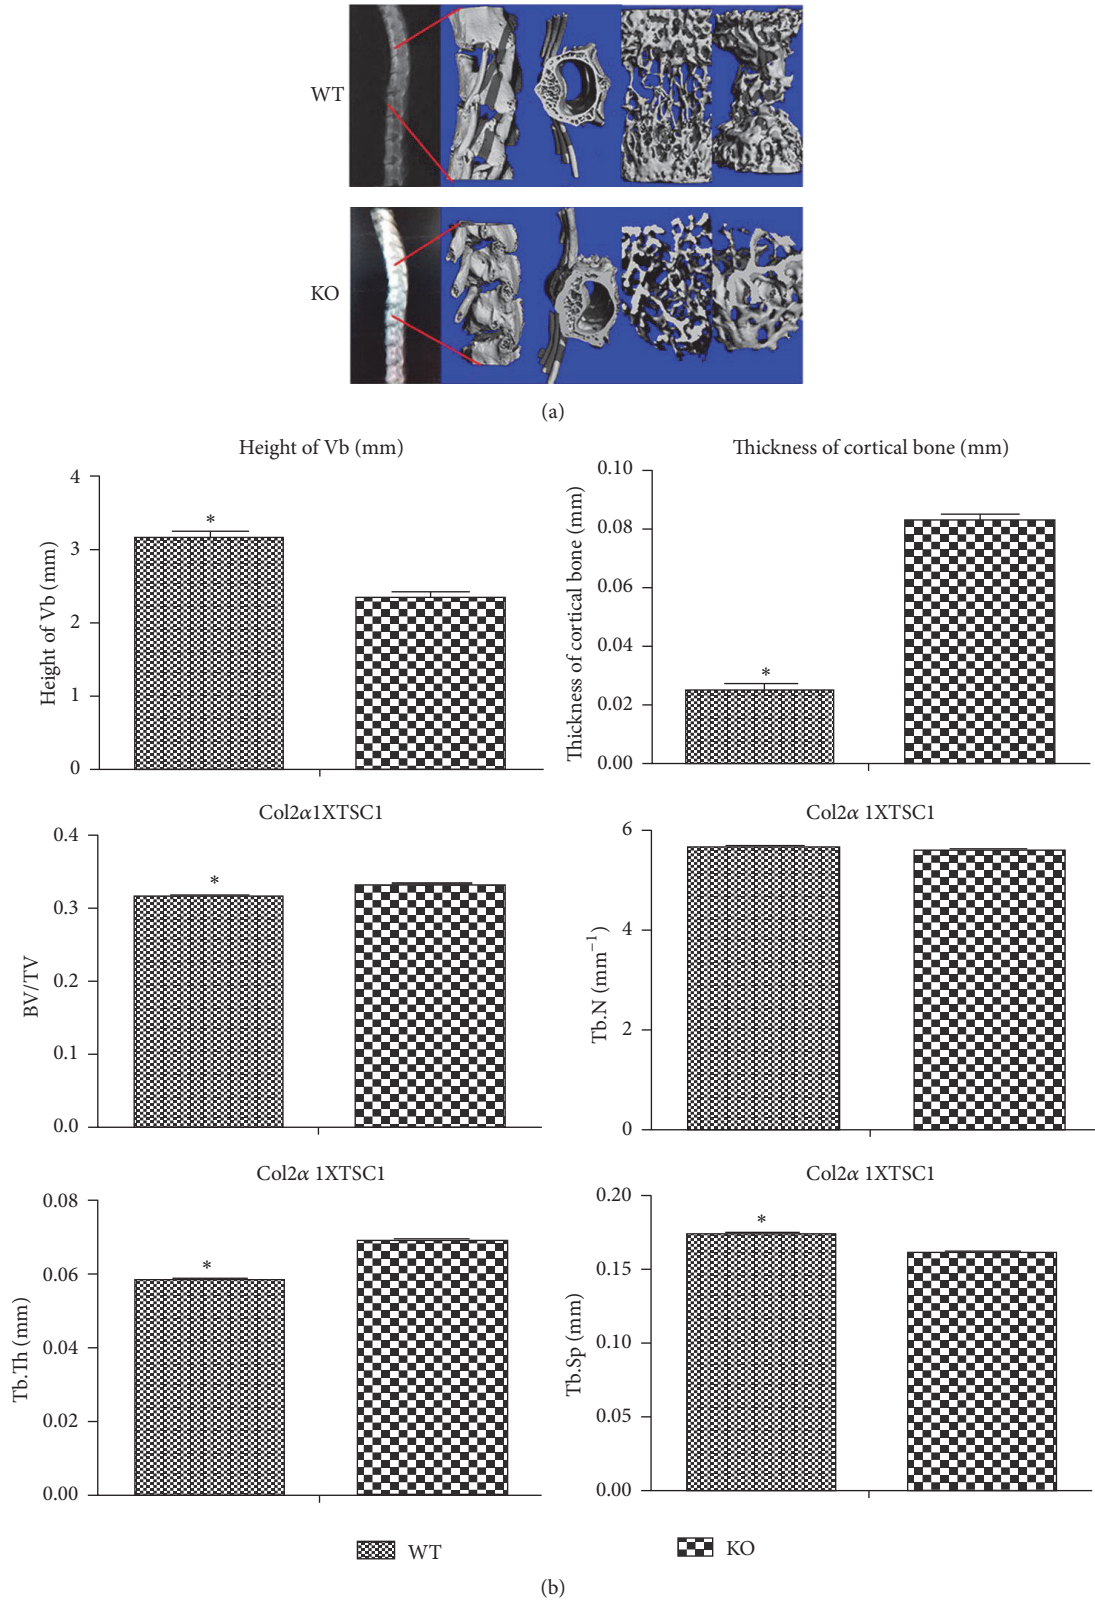 WT
KO
(a)
Height of Vb (mm)
Height of Vb (mm)
4
3
2
1
0
Thickness of cortical bone (mm)
Thickness of cortical bone (mm)
0.10
0.08
0.06
0.04
0.02
0.00
*
*
Col2α1XTSC1
BV/TV
0.4
0.3
0.2
0.1
0.0
*
Col2α 1XTSC1
Tb.N (mm⁻¹)
6
4
2
0
Col2α 1XTSC1
Tb.Th (mm)
0.08
0.06
0.04
0.02
0.00
*
Col2α 1XTSC1
Tb.Sp (mm)
0.20
0.15
0.10
0.05
0.00
*
WT
KO
(b)